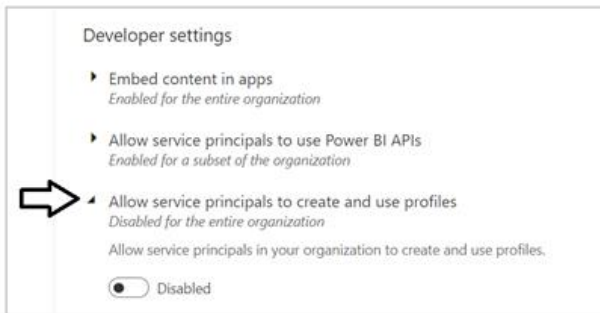 Developer settings
Embed content in apps
Enabled for the entire organization
Allow service principals to use Power BI APIs
Enabled for a subset of the organization
Allow service principals to create and use profiles
Disabled for the entire organization
Allow service principals in your organization to create and use profiles.
Disabled